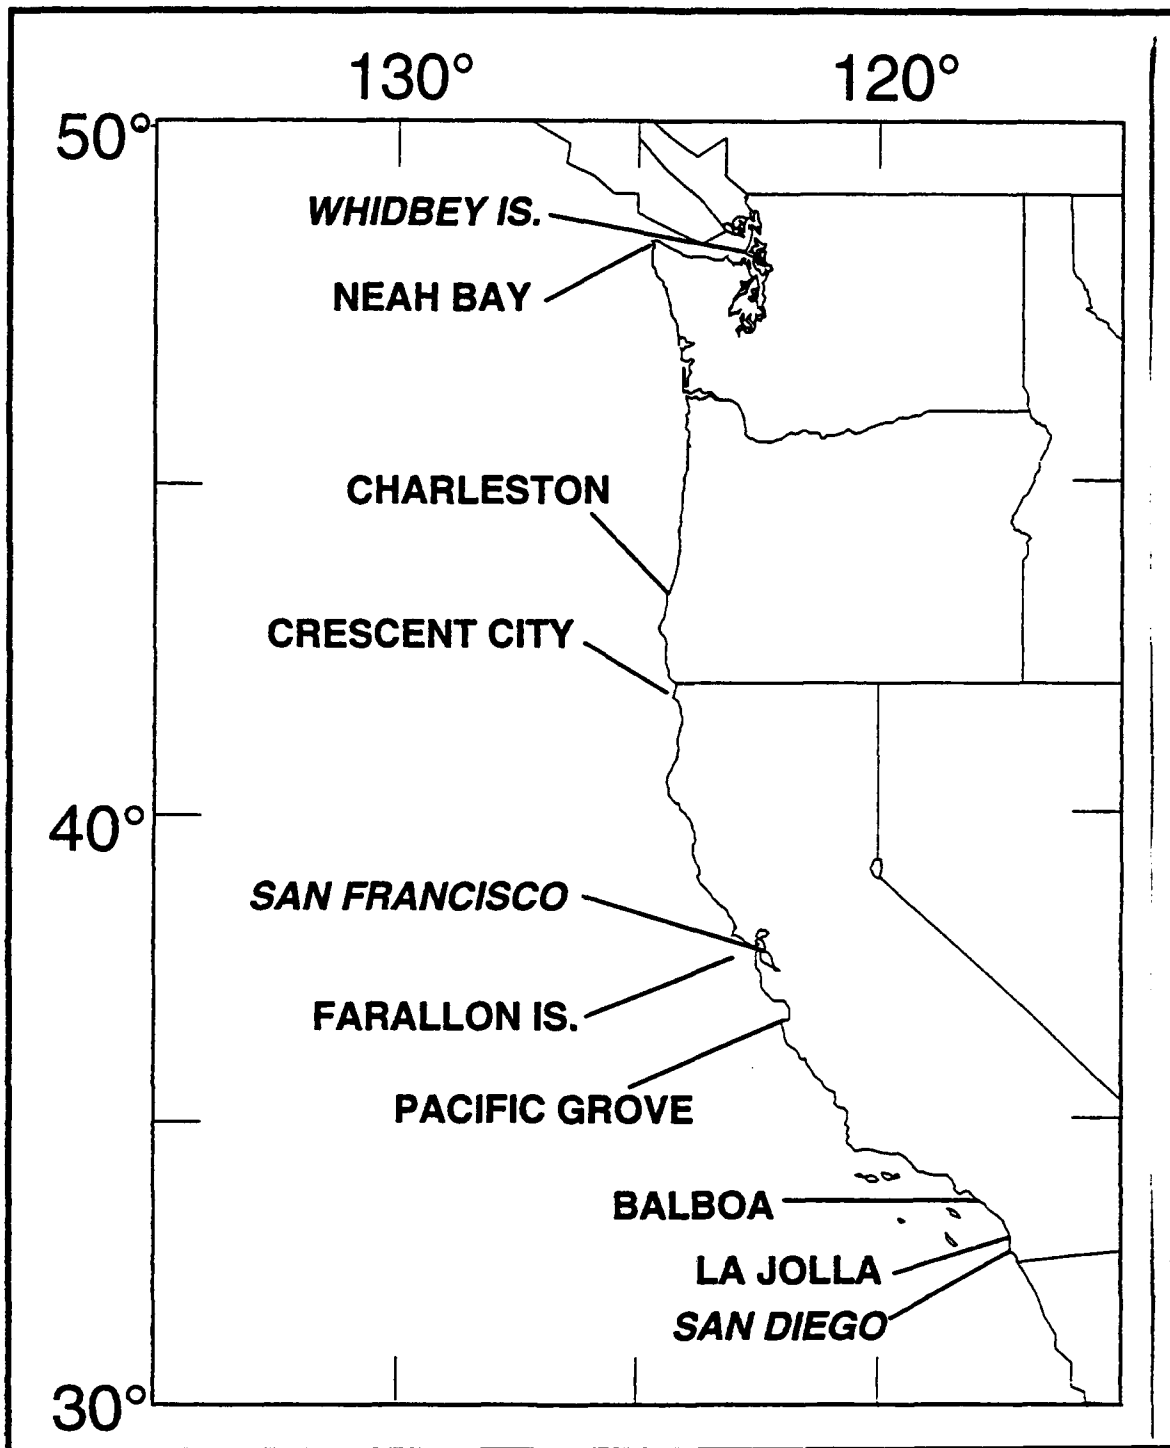 130° 120°
50°
WHIDBEY IS.
NEAH BAY
CHARLESTON
CRESCENT CITY
40°
SAN FRANCISCO
FARALLON IS.
PACIFIC GROVE
BALBOA
LA JOLLA
SAN DIEGO
30°